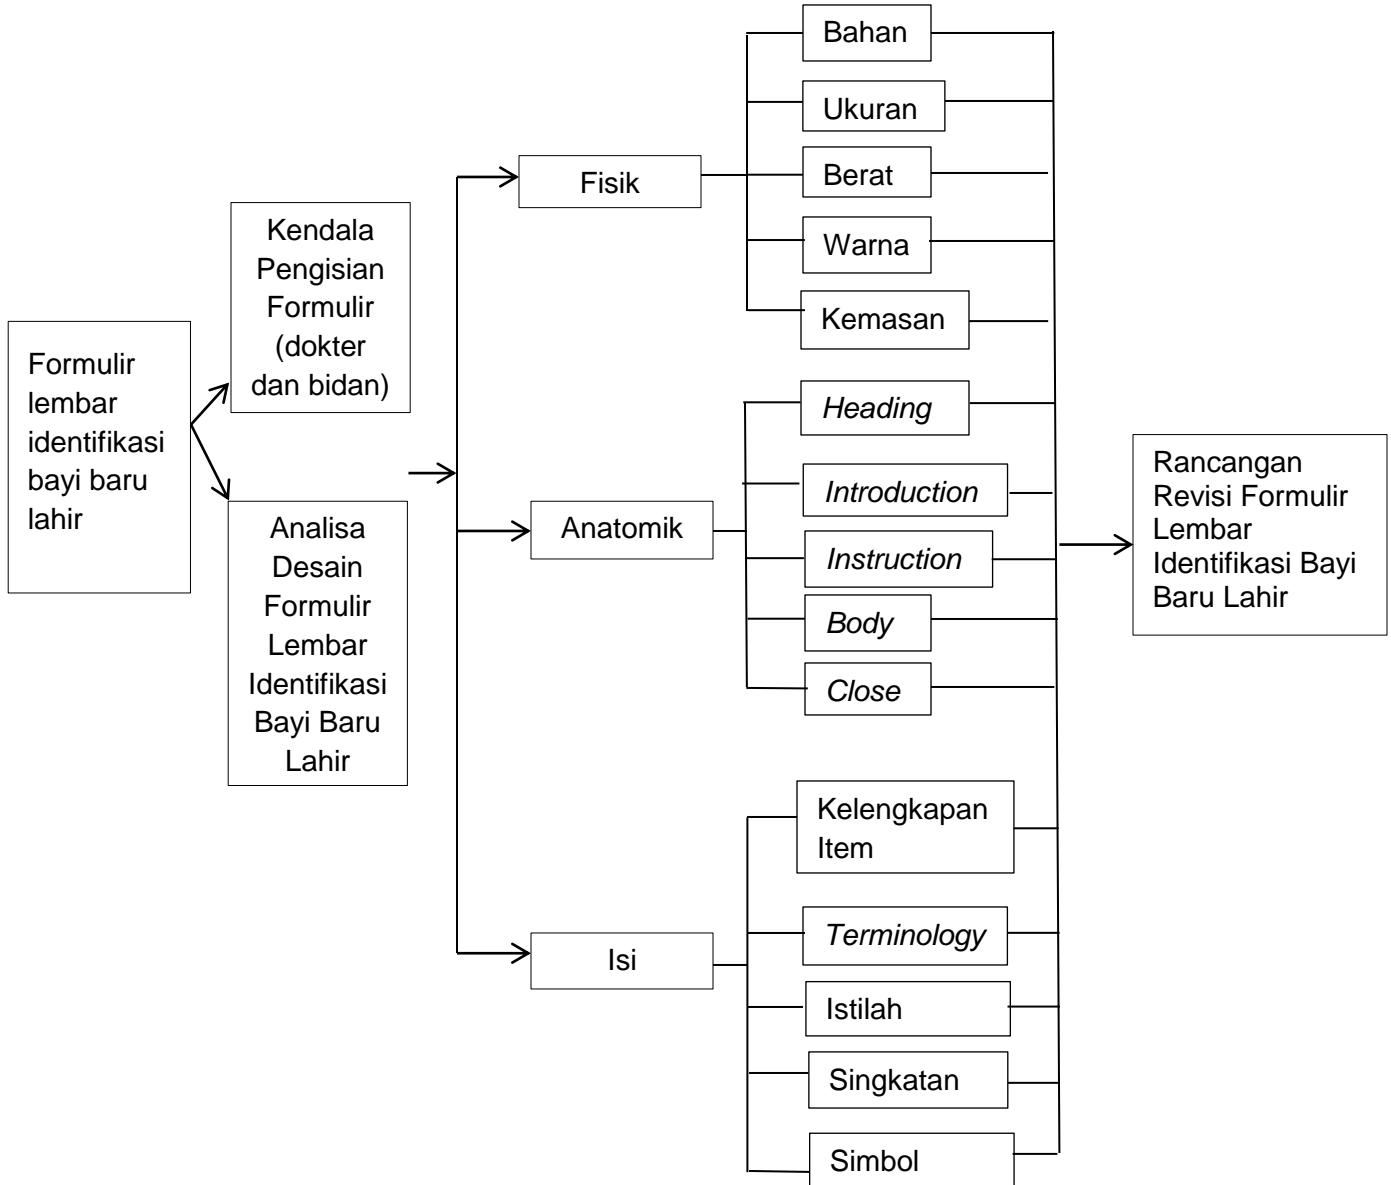 Formulir
lembar
identifikasi
bayi baru
lahir
Kendala
Pengisian
Formulir
(dokter
dan bidan)
Analisa
Desain
Formulir
Lembar
Identifikasi
Bayi Baru
Lahir
Fisik
Bahan
Ukuran
Berat
Warna
Kemasan
Anatomik
Heading
Introduction
Instruction
Body
Close
Isi
Kelengkapan
Item
Terminology
Istilah
Singkatan
Simbol
Rancangan
Revisi Formulir
Lembar
Identifikasi Bayi
Baru Lahir